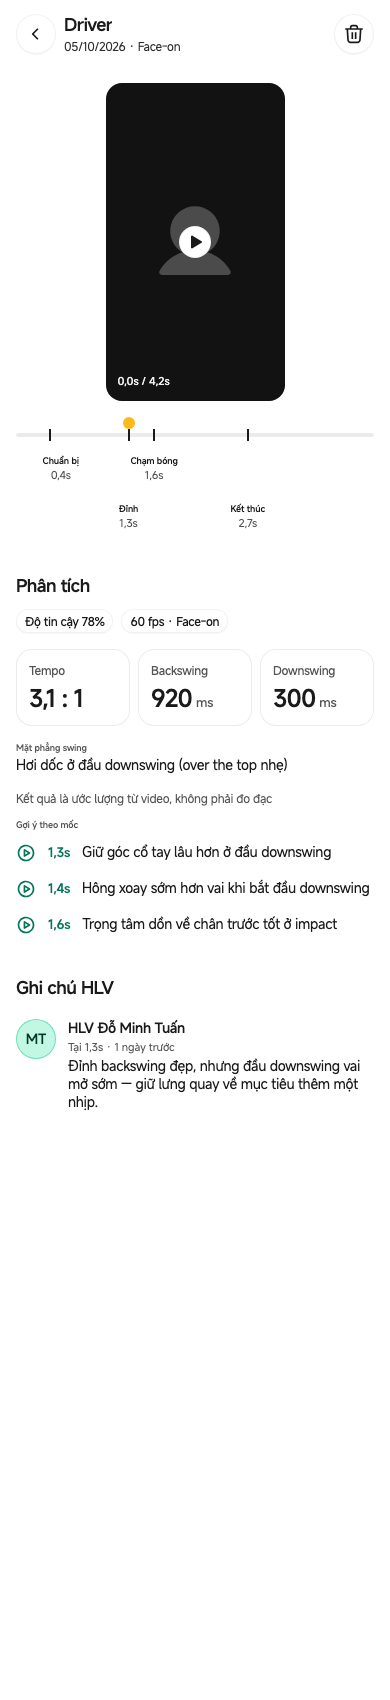 Driver
05/10/2026 · Face-on
0,0s / 4,2s
Chuẩn bị
0,4s
Chạm bóng
1,6s
Đỉnh
1,3s
Kết thúc
2,7s
Phân tích
Độ tin cậy 78%
60 fps · Face-on
Tempo
3,1 : 1
Backswing
920 ms
Downswing
300 ms
Mặt phẳng swing
Hơi dốc ở đầu downswing (over the top nhẹ)
Kết quả là ước lượng từ video, không phải đo đạc
Gợi ý theo mốc
1,3s Giữ góc cổ tay lâu hơn ở đầu downswing
1,4s Hông xoay sớm hơn vai khi bắt đầu downswing
1,6s Trọng tâm dồn về chân trước tốt ở impact
Ghi chú HLV
MT
HLV Đỗ Minh Tuấn
Tại 1,3s · 1 ngày trước
Đỉnh backswing đẹp, nhưng đầu downswing vai
mở sớm — giữ lưng quay về mục tiêu thêm một
nhịp.